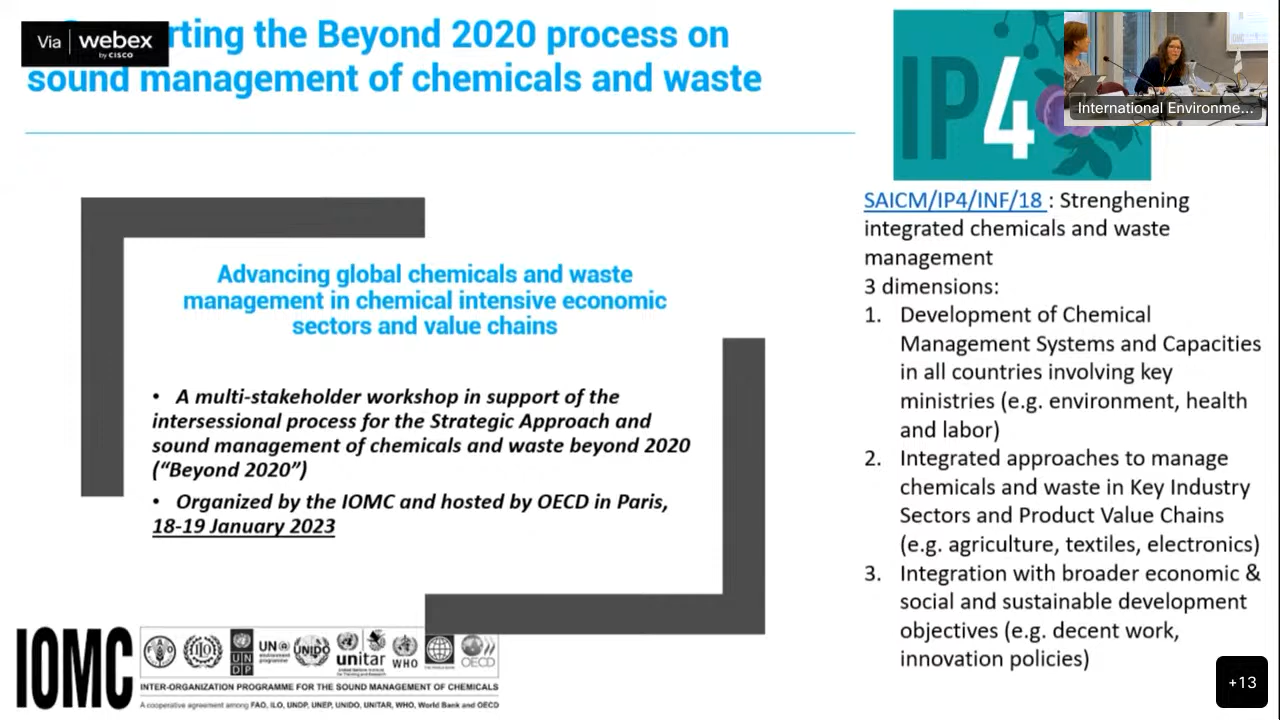 Via webex
by CISCO
rting the Beyond 2020 process on
sound management of chemicals and waste
IP4
International Environme...
SAICM/IP4/INF/18 : Strenghening
integrated chemicals and waste
management
3 dimensions:
1. Development of Chemical
Management Systems and Capacities
in all countries involving key
ministries (e.g. environment, health
and labor)
2. Integrated approaches to manage
chemicals and waste in Key Industry
Sectors and Product Value Chains
(e.g. agriculture, textiles, electronics)
3. Integration with broader economic &
social and sustainable development
objectives (e.g. decent work,
innovation policies)
Advancing global chemicals and waste
management in chemical intensive economic
sectors and value chains
• A multi-stakeholder workshop in support of the
intersessional process for the Strategic Approach and
sound management of chemicals and waste beyond 2020
(“Beyond 2020”)
• Organized by the IOMC and hosted by OECD in Paris,
18-19 January 2023
IOMC
UNDP
UN
environment
programme
UNIDO
unitar
WHO
OECD
INTER-ORGANIZATION PROGRAMME FOR THE SOUND MANAGEMENT OF CHEMICALS
A cooperative agreement among FAO, ILO, UNDP, UNEP, UNIDO, UNITAR, WHO, World Bank and OECD
+13